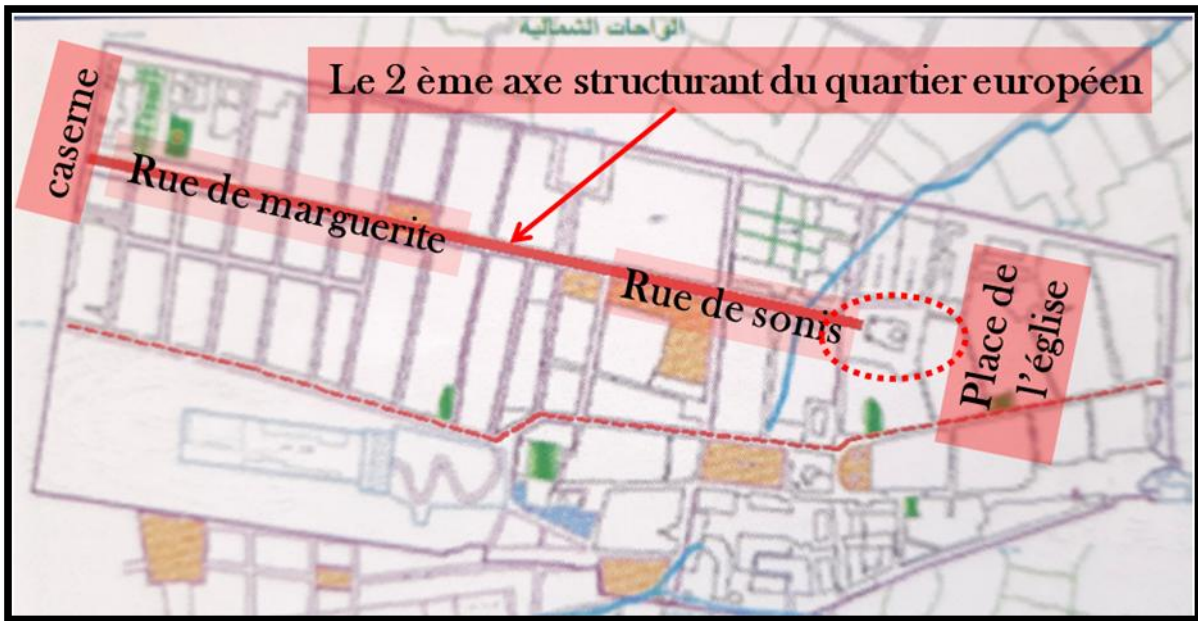 الواحات الشمالية
Le 2 ème axe structurant du quartier européen
caserne
Rue de marguerite
Rue de sonis
Place de
l'église